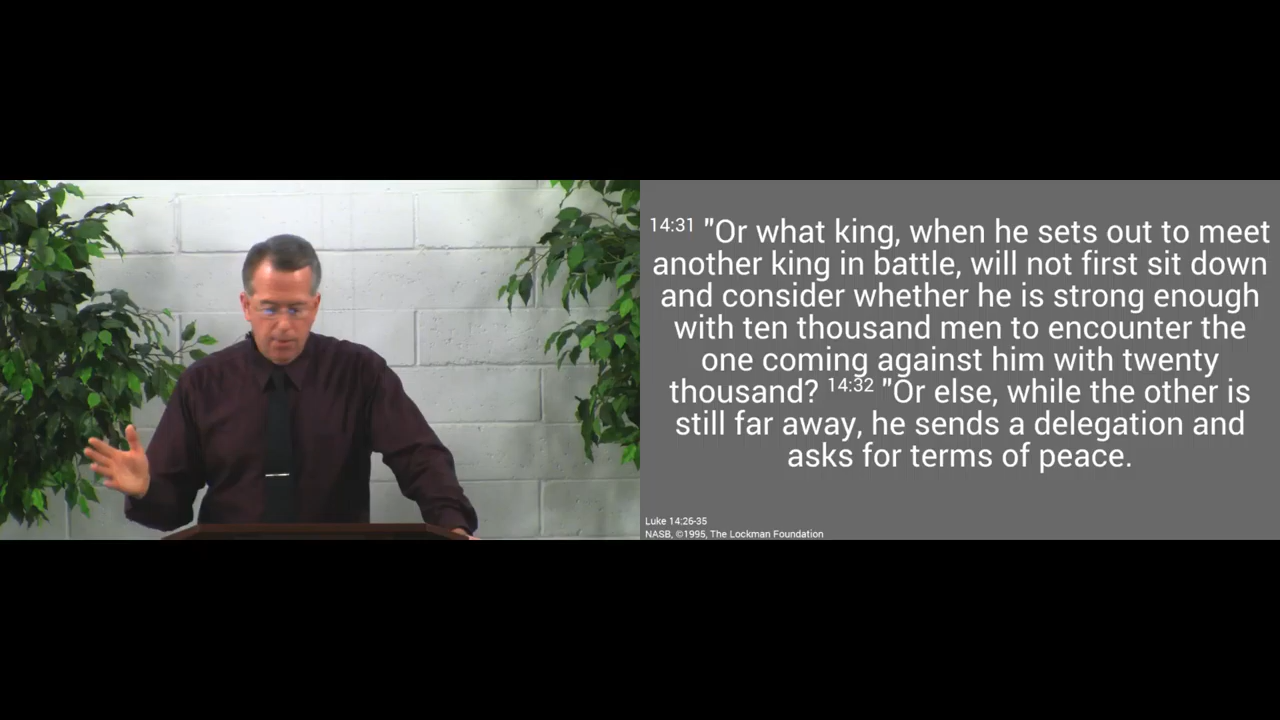 14:31 "Or what king, when he sets out to meet
another king in battle, will not first sit down
and consider whether he is strong enough
with ten thousand men to encounter the
one coming against him with twenty
thousand? 14:32 "Or else, while the other is
still far away, he sends a delegation and
asks for terms of peace.
Luke 14:26-35
NASB, ©1995, The Lockman Foundation